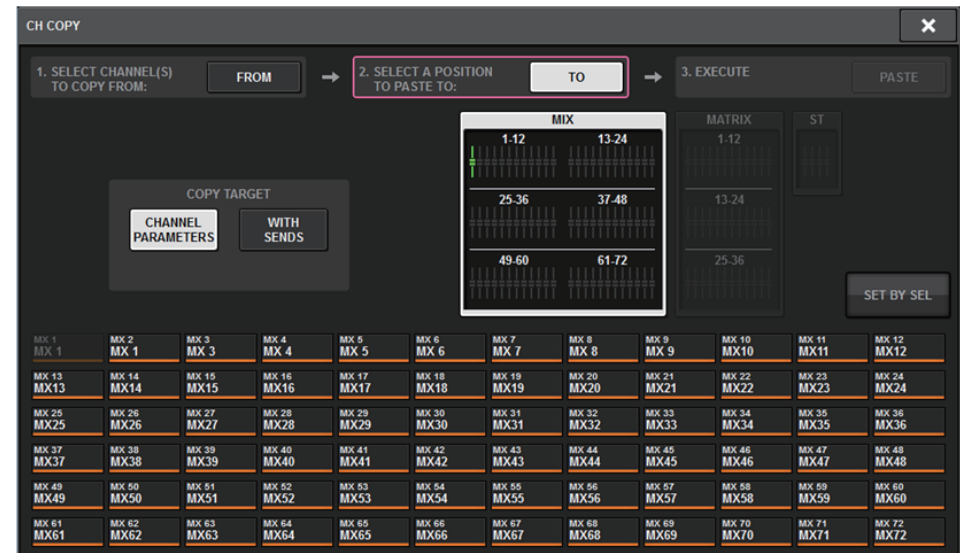 CH COPY
1. SELECT CHANNEL(S)
TO COPY FROM:
FROM
2. SELECT A POSITION
TO PASTE TO:
TO
3. EXECUTE
PASTE
MIX
1-12 13-24
25-36 37-48
49-60 61-72
MATRIX
1-12
13-24
25-36
ST
COPY TARGET
CHANNEL
PARAMETERS
WITH
SENDS
SET BY SEL
MX 1 MX 2 MX 3 MX 4 MX 5 MX 6 MX 7 MX 8 MX 9 MX 10 MX 11 MX 12
MX 1 MX 1 MX 3 MX 4 MX 5 MX 6 MX 7 MX 8 MX 9 MX10 MX11 MX12
MX 13 MX 14 MX 15 MX 16 MX 17 MX 18 MX 19 MX 20 MX 21 MX 22 MX 23 MX 24
MX13 MX14 MX15 MX16 MX17 MX18 MX19 MX20 MX21 MX22 MX23 MX24
MX 25 MX 26 MX 27 MX 28 MX 29 MX 30 MX 31 MX 32 MX 33 MX 34 MX 35 MX 36
MX25 MX26 MX27 MX28 MX29 MX30 MX31 MX32 MX33 MX34 MX35 MX36
MX 37 MX 38 MX 39 MX 40 MX 41 MX 42 MX 43 MX 44 MX 45 MX 46 MX 47 MX 48
MX37 MX38 MX39 MX40 MX41 MX42 MX43 MX44 MX45 MX46 MX47 MX48
MX 49 MX 50 MX 51 MX 52 MX 53 MX 54 MX 55 MX 56 MX 57 MX 58 MX 59 MX 60
MX49 MX50 MX51 MX52 MX53 MX54 MX55 MX56 MX57 MX58 MX59 MX60
MX 61 MX 62 MX 63 MX 64 MX 65 MX 66 MX 67 MX 68 MX 69 MX 70 MX 71 MX 72
MX61 MX62 MX63 MX64 MX65 MX66 MX67 MX68 MX69 MX70 MX71 MX72